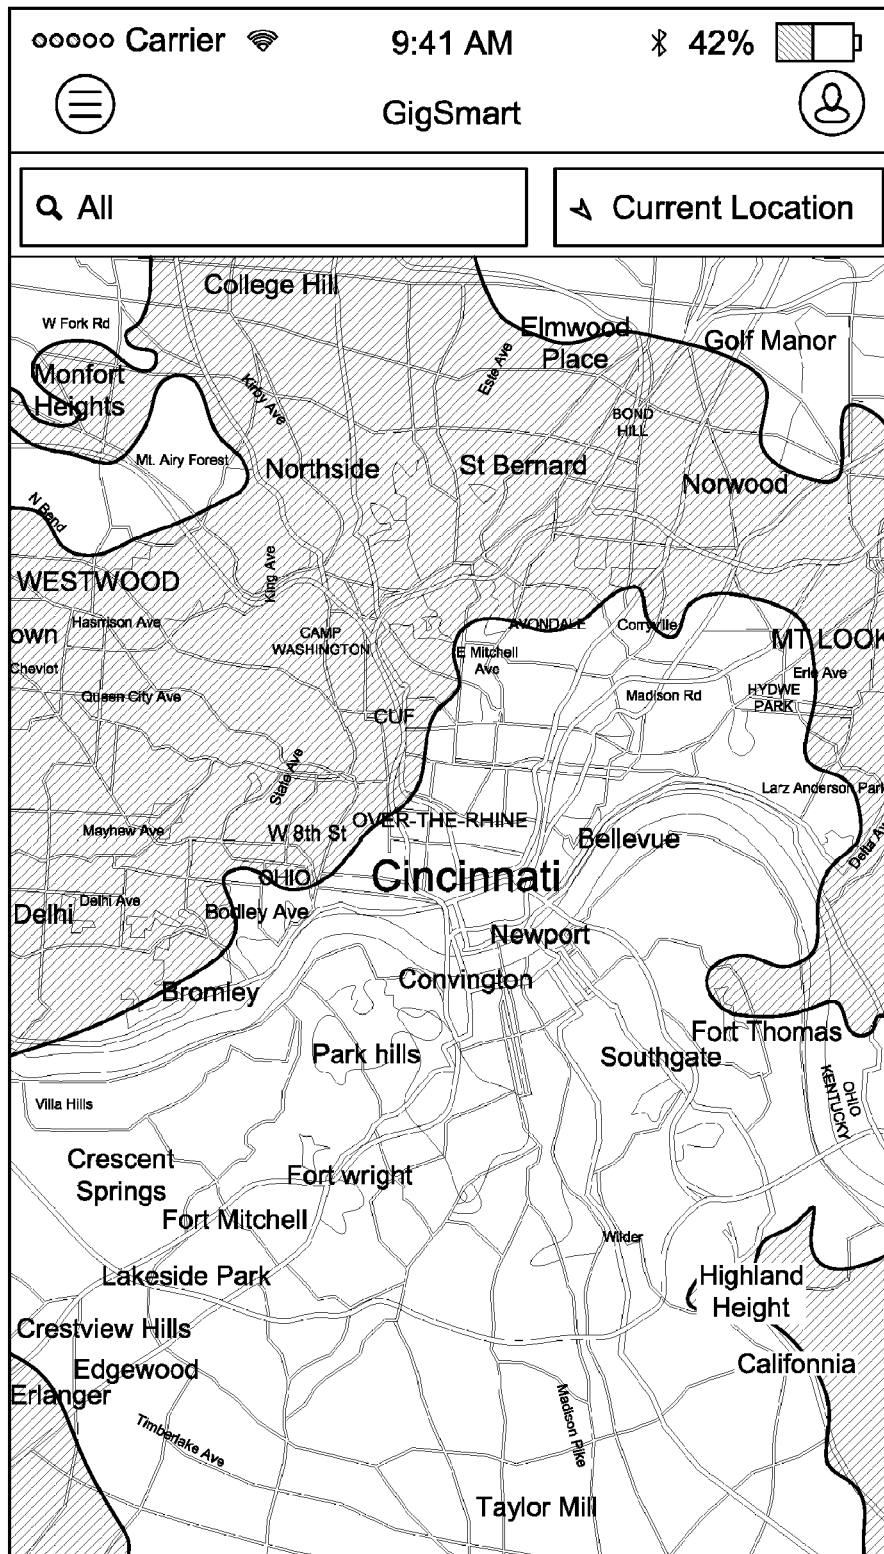 Carrier 9:41 AM 42%
GigSmart
All
Current Location
College Hill
W Fork Rd
Elmwood
Place
Golf Manor
Este Ave
Monfort
Heights
Kirby Ave
BOND
HILL
Mt. Airy Forest
Northside
St Bernard
Norwood
N Bend
WESTWOOD
King Ave
Hasrrison Ave
CAMP
WASHINGTON
AVONDALE
Corryville
own
MT LOOK
Cheviot
E Mitchell
Ave
Erle Ave
Queen City Ave
Madison Rd
HYDWE
PARK
CUF
State Ave
Larz Anderson Park
Mayhew Ave
W 8th St
OVER-THE-RHINE
Bellevue
Delta Av
OHIO
Cincinnati
Delhi
Delhi Ave
Bodley Ave
Newport
Convington
Bromley
Fort Thomas
Park hills
Southgate
Villa Hills
OHIO
KENTUCKY
Crescent
Springs
Fort wright
Fort Mitchell
Wilder
Lakeside Park
Highland
Height
Crestview Hills
Edgewood
Califonnia
Erlanger
Timberlake Ave
Madison Pike
Taylor Mill